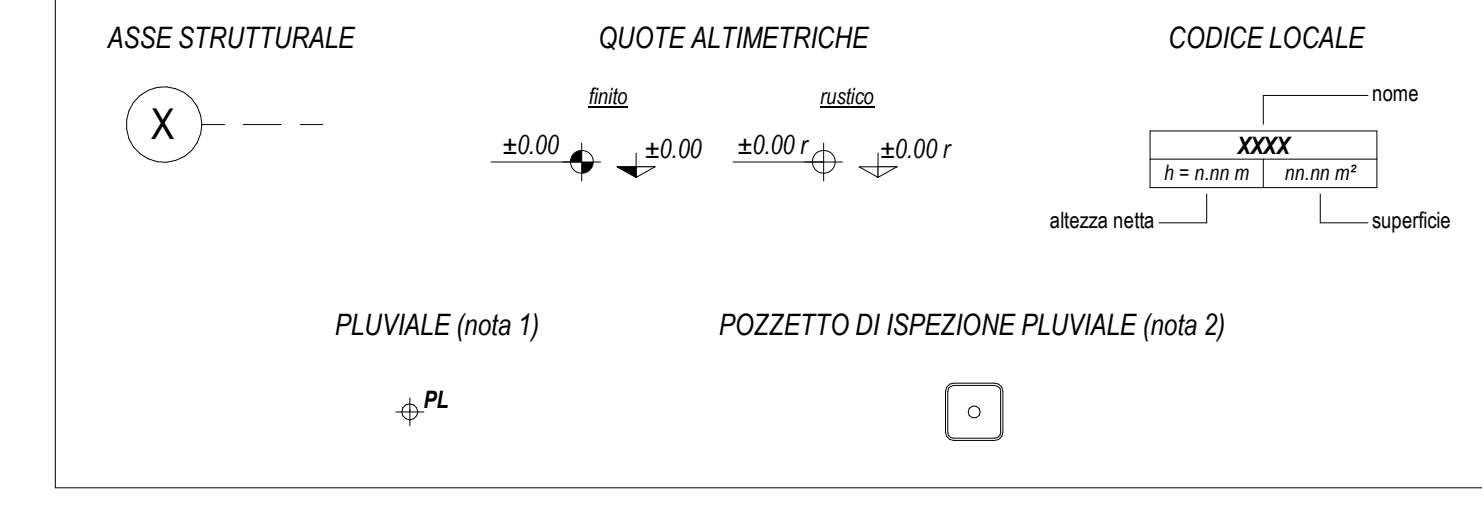 ASSE STRUTTURALE
QUOTE ALTIMETRICHE
CODICE LOCALE
X
finito
rustico
±0.00
±0.00
±0.00 r
±0.00 r
nome
XXXX
h = n.nn m
nn.nn m²
altezza netta
superficie
PLUVIALE (nota 1)
POZZETTO DI ISPEZIONE PLUVIALE (nota 2)
PL